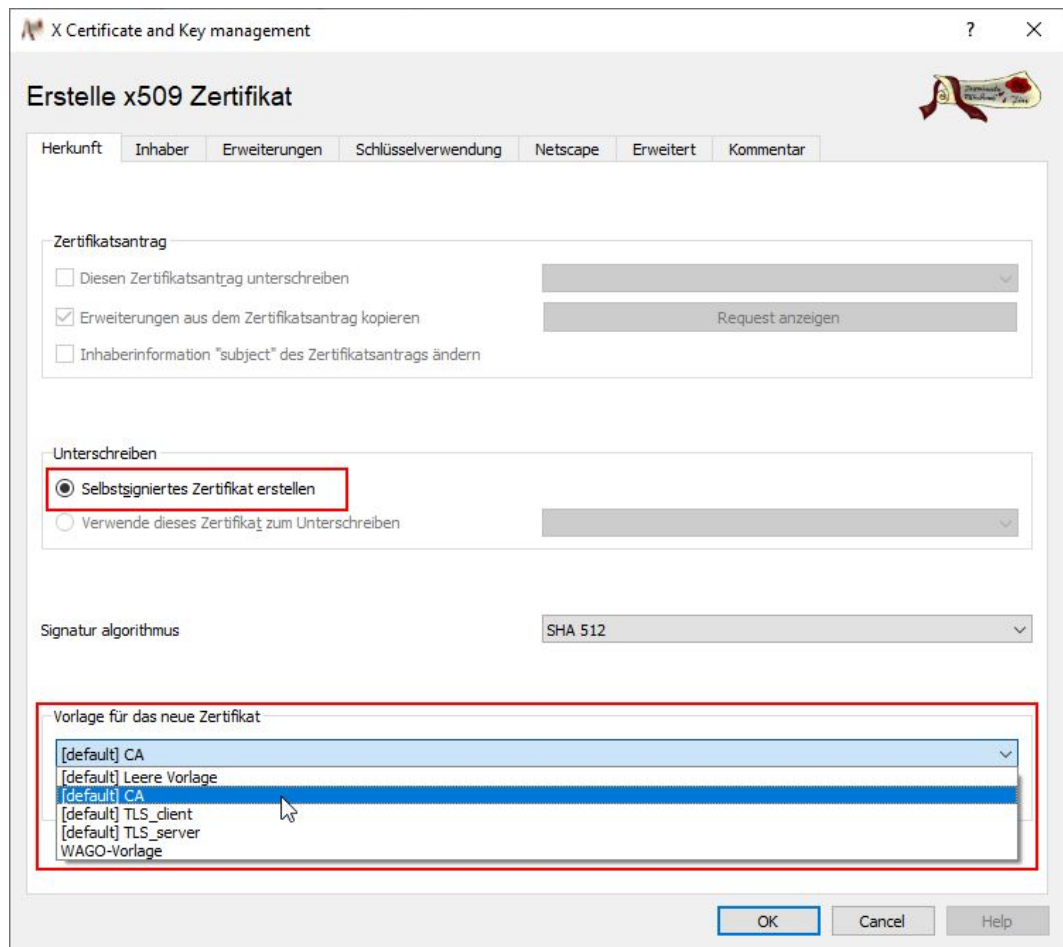 X Certificate and Key management ?
Erstelle x509 Zertifikat
Herkunft Inhaber Erweiterungen Schlüsselverwendung Netscape Erweitert Kommentar
Zertifikatsantrag
Diesen Zertifikatsantrag unterschreiben
Erweiterungen aus dem Zertifikatsantrag kopieren Request anzeigen
Inhaberinformation "subject" des Zertifikatsantrags ändern
Unterschreiben
Selbstsigniertes Zertifikat erstellen
Verwende dieses Zertifikat zum Unterschreiben
Signatur algorithmus SHA 512
Vorlage für das neue Zertifikat
[default] CA
[default] Leere Vorlage
[default] CA
[default] TLS_client
[default] TLS_server
WAGO-Vorlage
OK Cancel Help